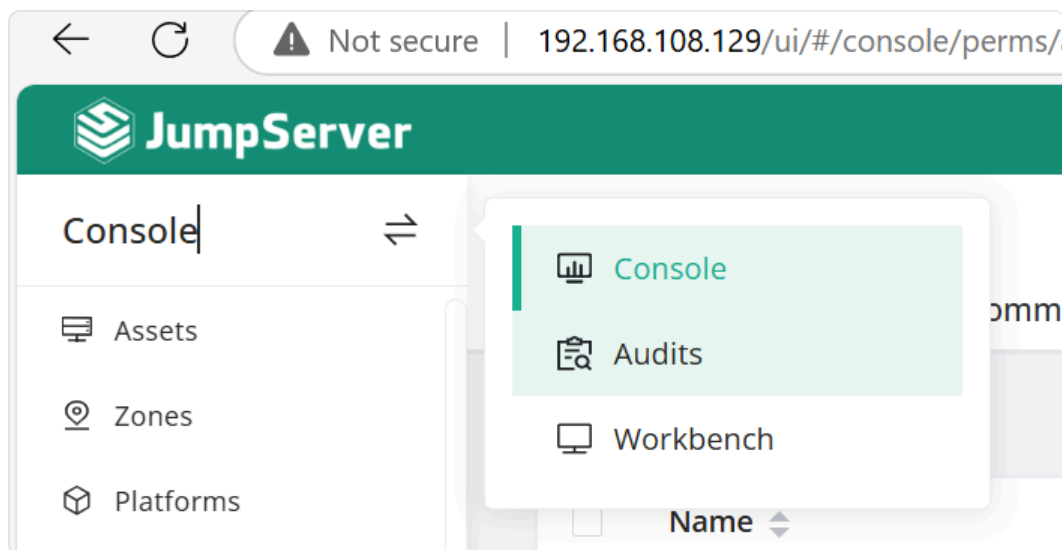 Not secure | 192.168.108.129/ui/#/console/perms/
JumpServer
Console
Console
Audits
Workbench
Assets
Zones
Platforms
Name